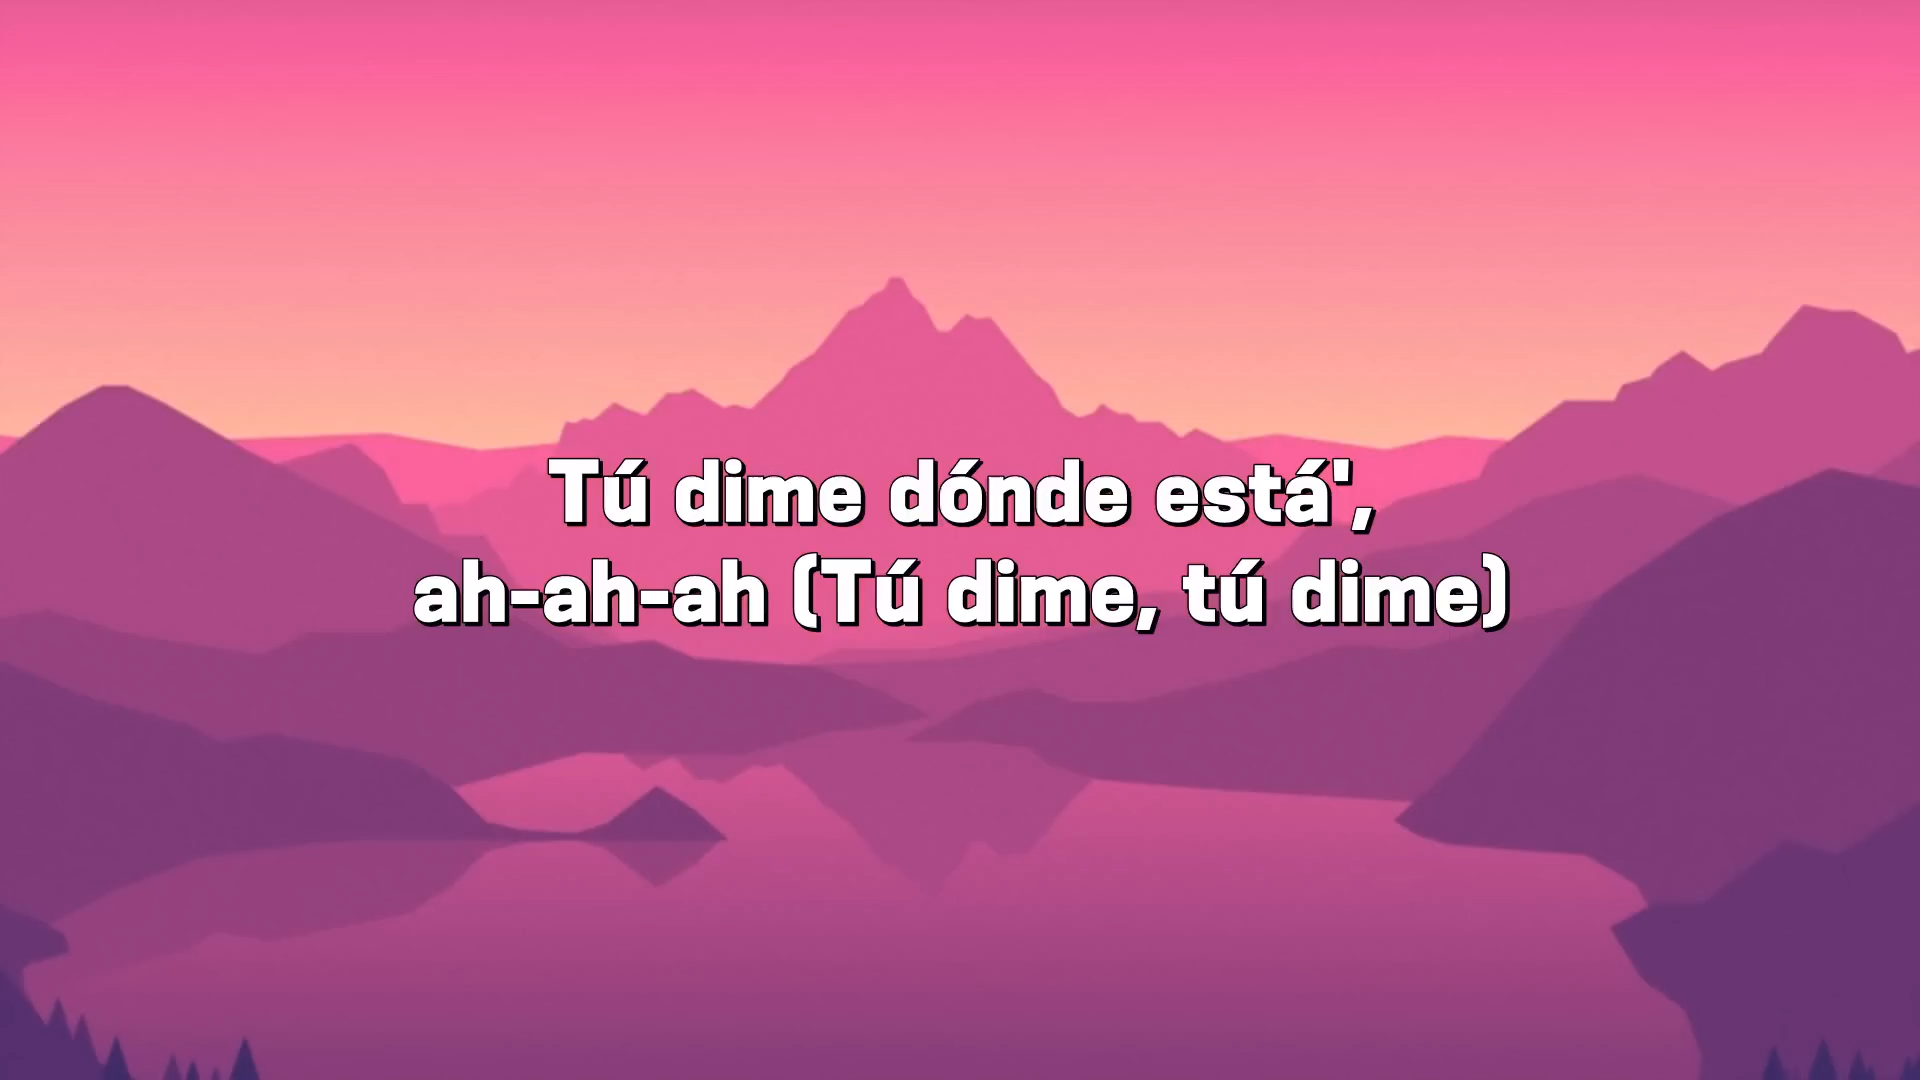 Tú dime dónde está',
ah-ah-ah (Tú dime, tú dime)